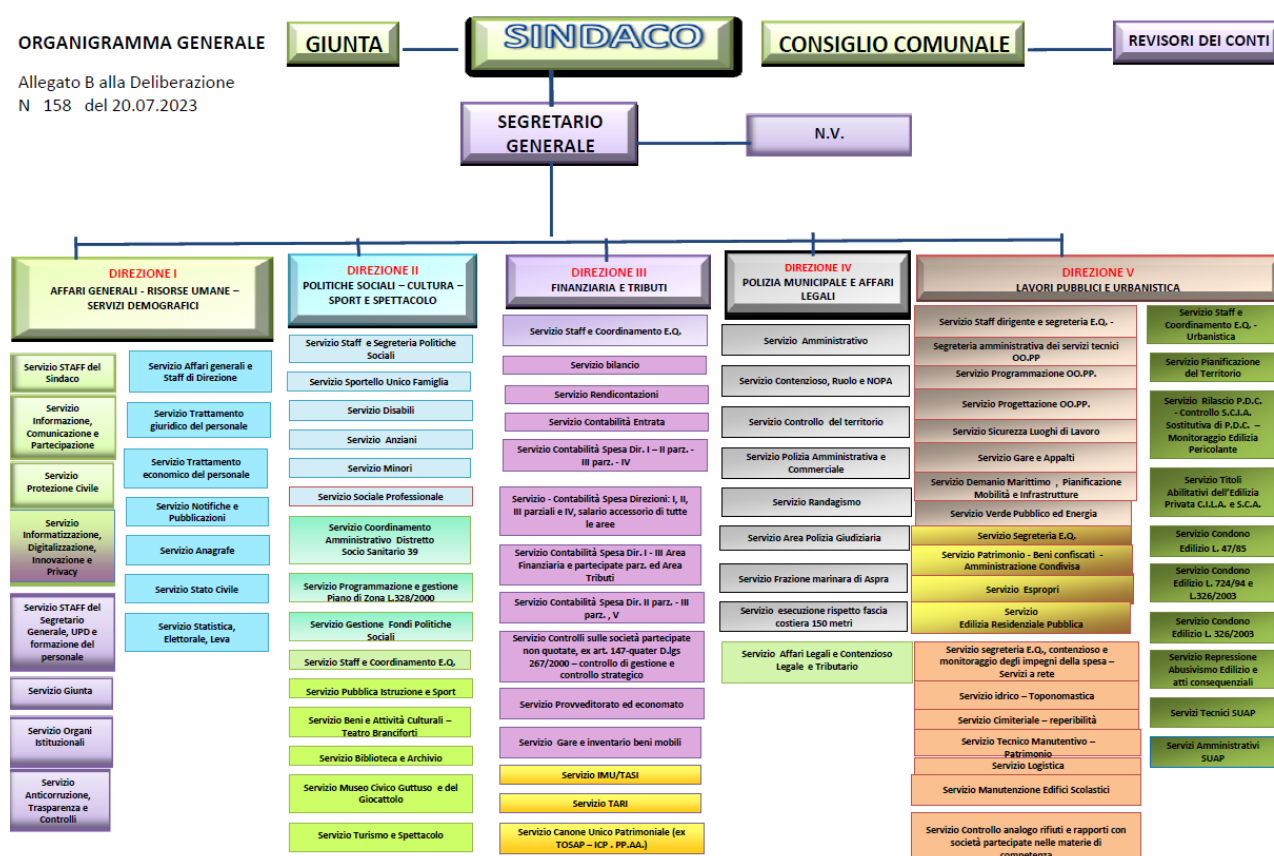 ORGANIGRAMMA GENERALE
Allegato B alla Deliberazione
N 158 del 20.07.2023
GIUNTA
SINDACO
CONSIGLIO COMUNALE
REVISORI DEI CONTI
SEGRETARIO
GENERALE
N.V.
DIREZIONE I
AFFARI GENERALI - RISORSE UMANE –
SERVIZI DEMOGRAFICI
Servizio STAFF del
Sindaco
Servizio
Informazione,
Comunicazione e
Partecipazione
Servizio
Protezione Civile
Servizio
Informatizzazione,
Digitalizzazione,
Innovazione e
Privacy
Servizio STAFF del
Segretario
Generale, UPD e
formazione del
personale
Servizio Giunta
Servizio Organi
Istituzionali
Servizio
Anticorruzione,
Trasparenza e
Controlli
Servizio Affari generali e
Staff di Direzione
Servizio Trattamento
giuridico del personale
Servizio Trattamento
economico del personale
Servizio Notifiche e
Pubblicazioni
Servizio Anagrafe
Servizio Stato Civile
Servizio Statistica,
Elettorale, Leva
DIREZIONE II
POLITICHE SOCIALI – CULTURA –
SPORT E SPETTACOLO
Servizio Staff e Segreteria Politiche
Sociali
Servizio Sportello Unico Famiglia
Servizio Disabili
Servizio Anziani
Servizio Minori
Servizio Sociale Professionale
Servizio Coordinamento
Amministrativo Distretto
Socio Sanitario 39
Servizio Programmazione e gestione
Piano di Zona L.328/2000
Servizio Gestione Fondi Politiche
Sociali
Servizio Staff e Coordinamento E.Q.
Servizio Pubblica Istruzione e Sport
Servizio Beni e Attività Culturali –
Teatro Branciforti
Servizio Biblioteca e Archivio
Servizio Museo Civico Guttuso e del
Giocattolo
Servizio Turismo e Spettacolo
DIREZIONE III
FINANZIARIA E TRIBUTI
Servizio Staff e Coordinamento E.Q.
Servizio bilancio
Servizio Rendicontazioni
Servizio Contabilità Entrata
Servizio Contabilità Spesa Dir. I – II parz. -
III parz. - IV
Servizio - Contabilità Spesa Direzioni: I, II,
III parziali e IV, salario accessorio di tutte
le aree
Servizio Contabilità Spesa Dir. I - III Area
Finanziaria e partecipate parz. ed Area
Tributi
Servizio Contabilità Spesa Dir. II parz. - III
parz. , V
Servizio Controlli sulle società partecipate
non quotate, ex art. 147-quater D.lgs
267/2000 – controllo di gestione e
controllo strategico
Servizio Provveditorato ed economato
Servizio Gare e inventario beni mobili
Servizio IMU/TASI
Servizio TARI
Servizio Canone Unico Patrimoniale (ex
TOSAP – ICP . PP.AA.)
DIREZIONE IV
POLIZIA MUNICIPALE E AFFARI
LEGALI
Servizio Amministrativo
Servizio Contenzioso, Ruolo e NOPA
Servizio Controllo del territorio
Servizio Polizia Amministrativa e
Commerciale
Servizio Randagismo
Servizio Area Polizia Giudiziaria
Servizio Frazione marinara di Aspra
Servizio esecuzione rispetto fascia
costiera 150 metri
Servizio Affari Legali e Contenzioso
Legale e Tributario
DIREZIONE V
LAVORI PUBBLICI E URBANISTICA
Servizio Staff dirigente e segreteria E.Q. -
Segreteria amministrativa dei servizi tecnici
OO.PP
Servizio Programmazione OO.PP.
Servizio Progettazione OO.PP.
Servizio Sicurezza Luoghi di Lavoro
Servizio Gare e Appalti
Servizio Demanio Marittimo , Pianificazione
Mobilità e Infrastrutture
Servizio Verde Pubblico ed Energia
Servizio Segreteria E.Q.
Servizio Patrimonio - Beni confiscati -
Amministrazione Condivisa
Servizio Espropri
Servizio
Edilizia Residenziale Pubblica
Servizio segreteria E.Q., contenzioso e
monitoraggio degli impegni della spesa –
Servizi a rete
Servizio idrico – Toponomastica
Servizio Cimiteriale – reperibilità
Servizio Tecnico Manutentivo –
Patrimonio
Servizio Logistica
Servizio Manutenzione Edifici Scolastici
Servizio Controllo analogo rifiuti e rapporti con
società partecipate nelle materie di
competenza
Servizio Staff e
Coordinamento E.Q. -
Urbanistica
Servizio Pianificazione
del Territorio
Servizio Rilascio P.D.C.
- Controllo S.C.I.A.
Sostitutiva di P.D.C. –
Monitoraggio Edilizia
Pericolante
Servizio Titoli
Abilitativi dell'Edilizia
Privata C.I.L.A. e S.C.A.
Servizio Condono
Edilizio L. 47/85
Servizio Condono
Edilizio L. 724/94 e
L.326/2003
Servizio Condono
Edilizio L. 326/2003
Servizio Repressione
Abusivismo Edilizio e
atti consequenziali
Servizi Tecnici SUAP
Servizi Amministrativi
SUAP